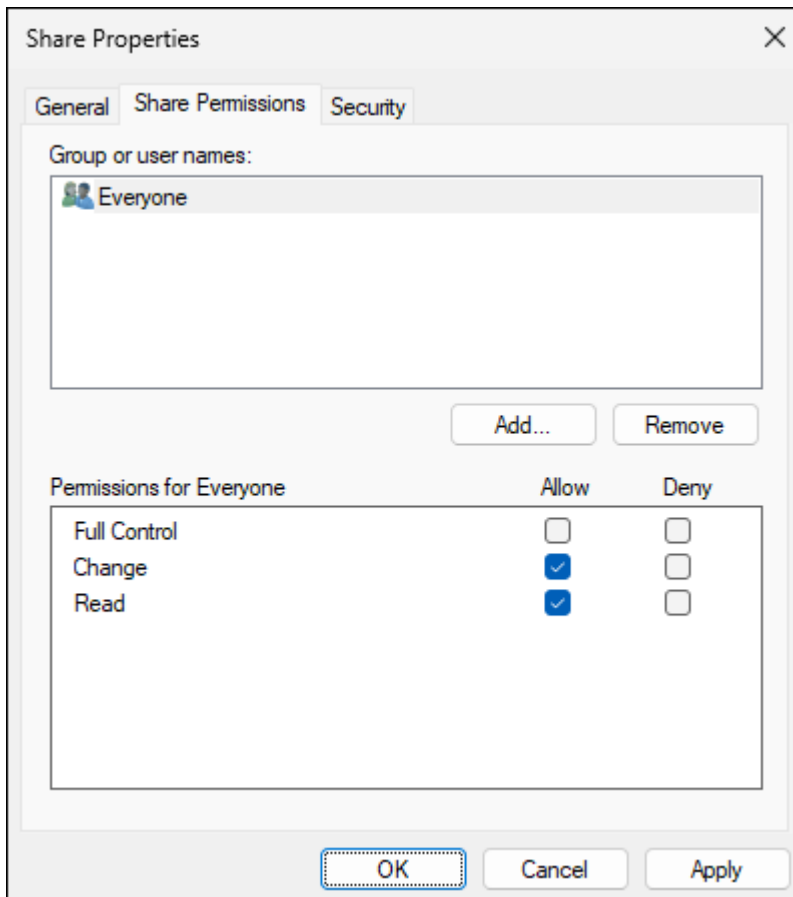 Share Properties
General Share Permissions Security
Group or user names:
Everyone
Add... Remove
Permissions for Everyone Allow Deny
Full Control
Change
Read
OK Cancel Apply